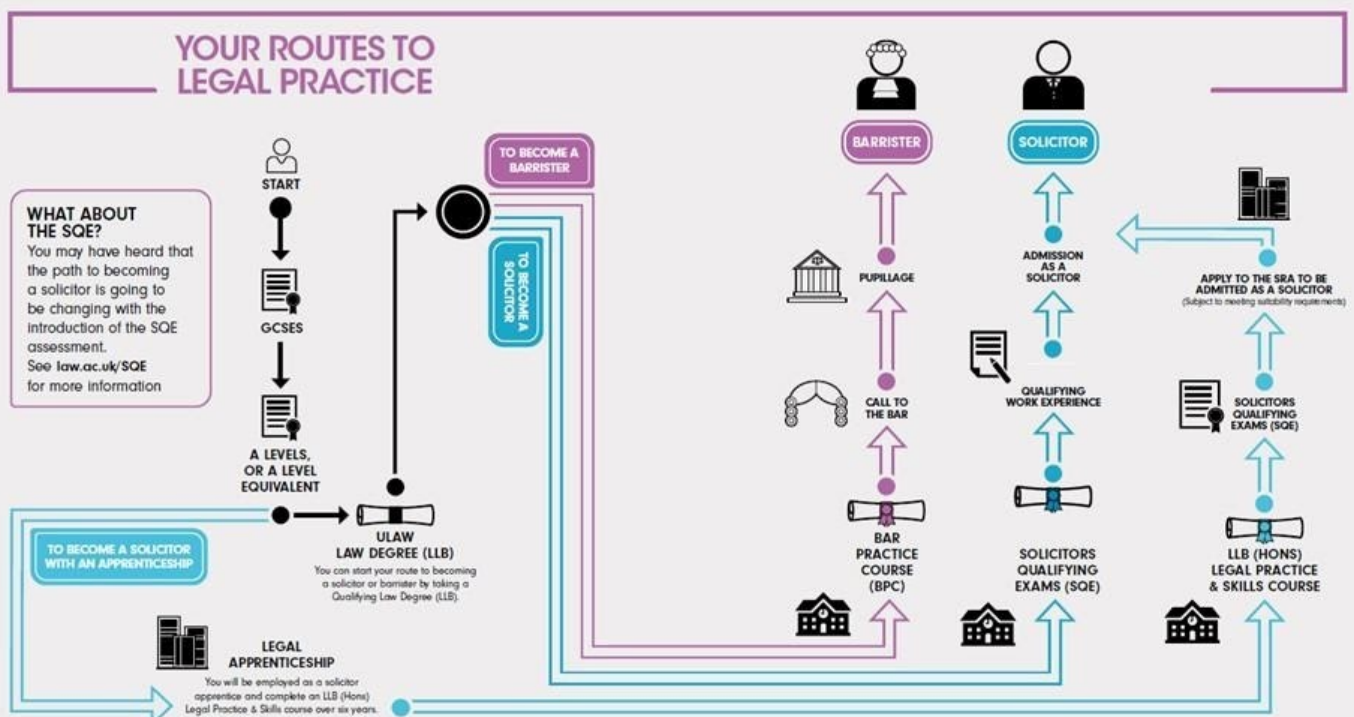 YOUR ROUTES TO
LEGAL PRACTICE
WHAT ABOUT
THE SQE?
You may have heard that
the path to becoming
a solicitor is going to
be changing with the
introduction of the SQE
assessment.
See law.ac.uk/SQE
for more information
START
GCSES
A LEVELS,
OR A LEVEL
EQUIVALENT
TO BECOME A SOLICITOR
WITH AN APPRENTICESHIP
ULAW
LAW DEGREE (LLB)
You can start your route to becoming
a solicitor or barrister by taking a
Qualifying Law Degree (LLB).
LEGAL
APPRENTICESHIP
You will be employed as a solicitor
apprentice and complete an LLB (Hons)
Legal Practice & Skills course over six years.
TO BECOME A
BARRISTER
TO BECOME A
SOLICITOR
BARRISTER
PUPILLAGE
CALL TO
THE BAR
BAR
PRACTICE
COURSE
(BPC)
SOLICITOR
ADMISSION
AS A
SOLICITOR
QUALIFYING
WORK EXPERIENCE
SOLICITORS
QUALIFYING
EXAMS (SQE)
APPLY TO THE SRA TO BE
ADMITTED AS A SOLICITOR
(Subject to meeting suitability requirements)
SOLICITORS
QUALIFYING
EXAMS (SQE)
LLB (HONS)
LEGAL PRACTICE
& SKILLS COURSE